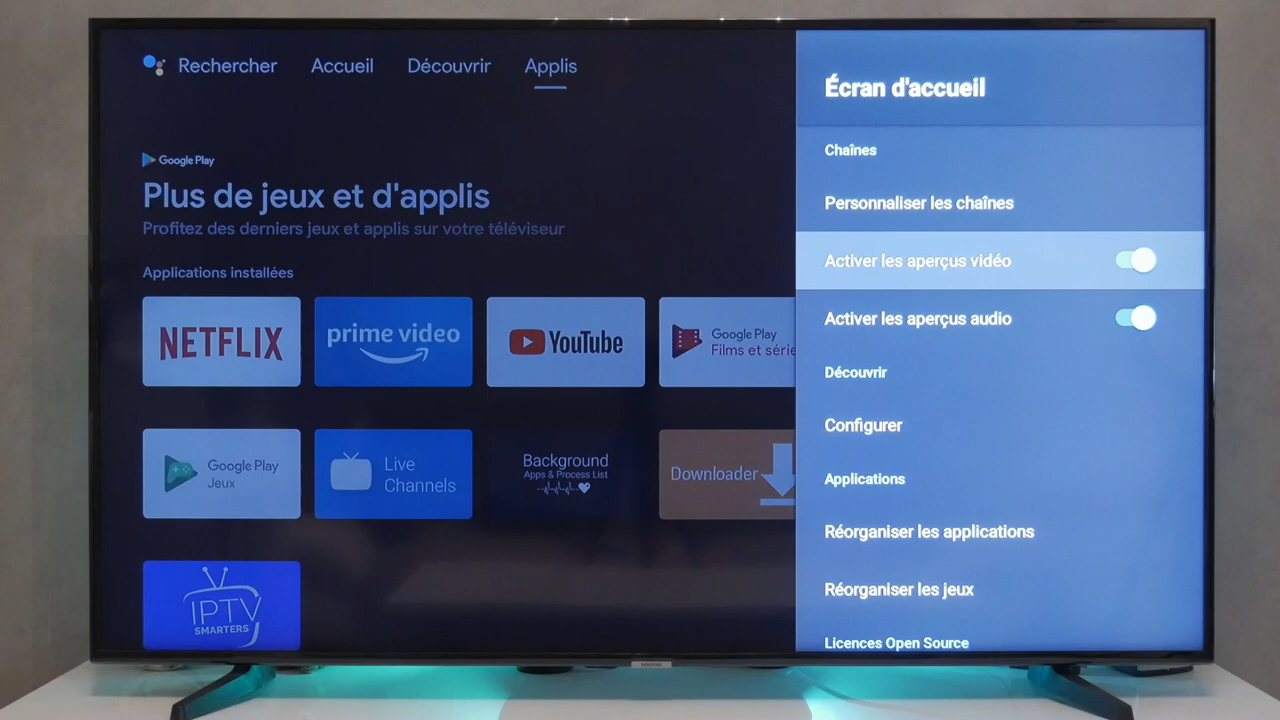 Rechercher
Accueil
Découvrir
Applis
Google Play
Plus de jeux et d'applis
Profitez des derniers jeux et applis sur votre téléviseur
Applications installées
NETFLIX
prime video
YouTube
Google Play
Films et série
Google Play
Jeux
Live
Channels
Background
Apps & Process List
Downloader
IPTV
SMARTERS
Écran d'accueil
Chaînes
Personnaliser les chaînes
Activer les aperçus vidéo
Activer les aperçus audio
Découvrir
Configurer
Applications
Réorganiser les applications
Réorganiser les jeux
Licences Open Source